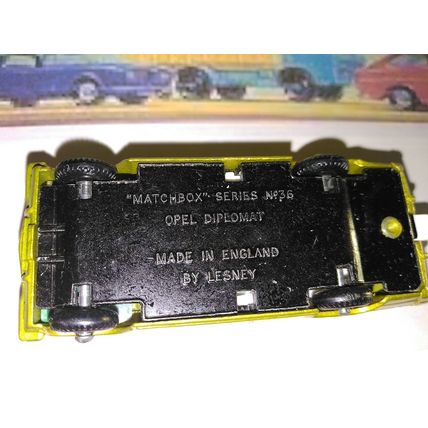 "MATCHBOX" SERIES Nº36
OPEL DIPLOMAT
MADE IN ENGLAND
BY LESNEY